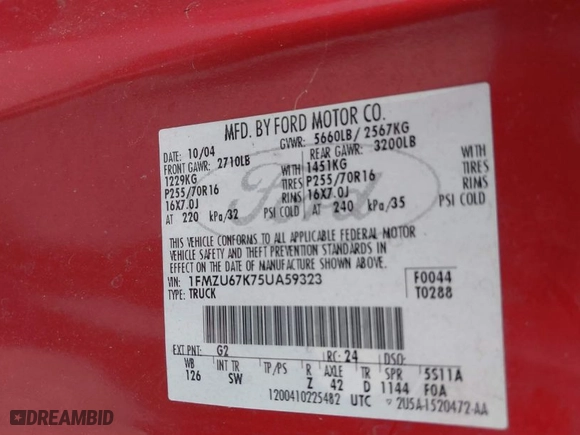 MFD. BY FORD MOTOR CO.
DATE: 10/04 GVWR: 5660LB/ 2567KG
FRONT GAWR: 2710LB REAR GAWR: 3200LB
1229KG WITH 1451KG WITH
P255/70R16 TIRES P255/70R16 TIRES
16X7.0J RIMS 16X7.0J RIMS
AT 220 kPa/32 PSI COLD AT 240 kPa/35 PSI COLD
Ford
THIS VEHICLE CONFORMS TO ALL APPLICABLE FEDERAL MOTOR
VEHICLE SAFETY AND THEFT PREVENTION STANDARDS IN
EFFECT ON THE DATE OF MANUFACTURE SHOWN ABOVE.
VIN: 1FMZU67K75UA59323 F0044
TYPE: TRUCK T0288
EXT PNT: G2 RC: 24 DSO:
WB INT TR TP/PS R AXLE TR SPR 5S11A
126 SW Z 42 D 1144 F0A
1200410225482 UTC 2U5A-1520472-AA
DREAMBID